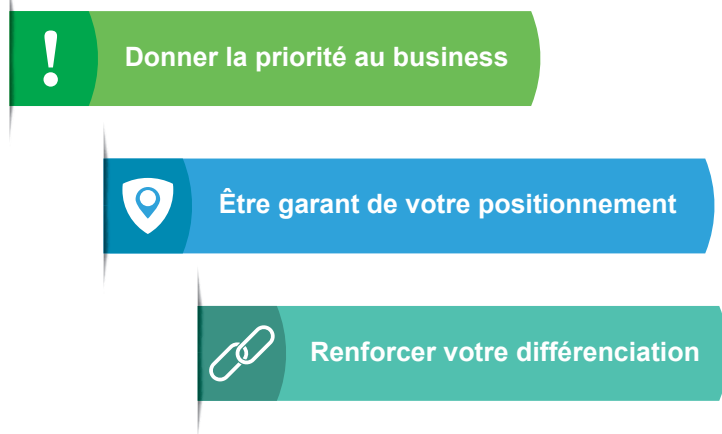 !
Donner la priorité au business
Être garant de votre positionnement
Renforcer votre différenciation